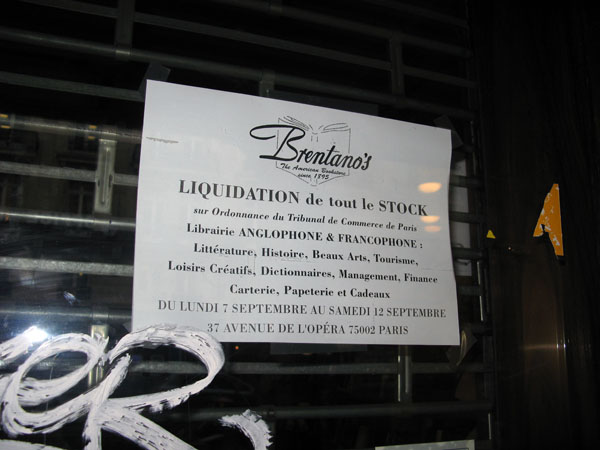 Brentano's
The American Bookstore
since 1895
LIQUIDATION de tout le STOCK
sur Ordonnance du Tribunal de Commerce de Paris
Librairie ANGLOPHONE & FRANCOPHONE :
Littérature, Histoire, Beaux Arts, Tourisme,
Loisirs Créatifs, Dictionnaires, Management, Finance
Carterie, Papeterie et Cadeaux
DU LUNDI 7 SEPTEMBRE AU SAMEDI 12 SEPTEMBRE
37 AVENUE DE L'OPÉRA 75002 PARIS